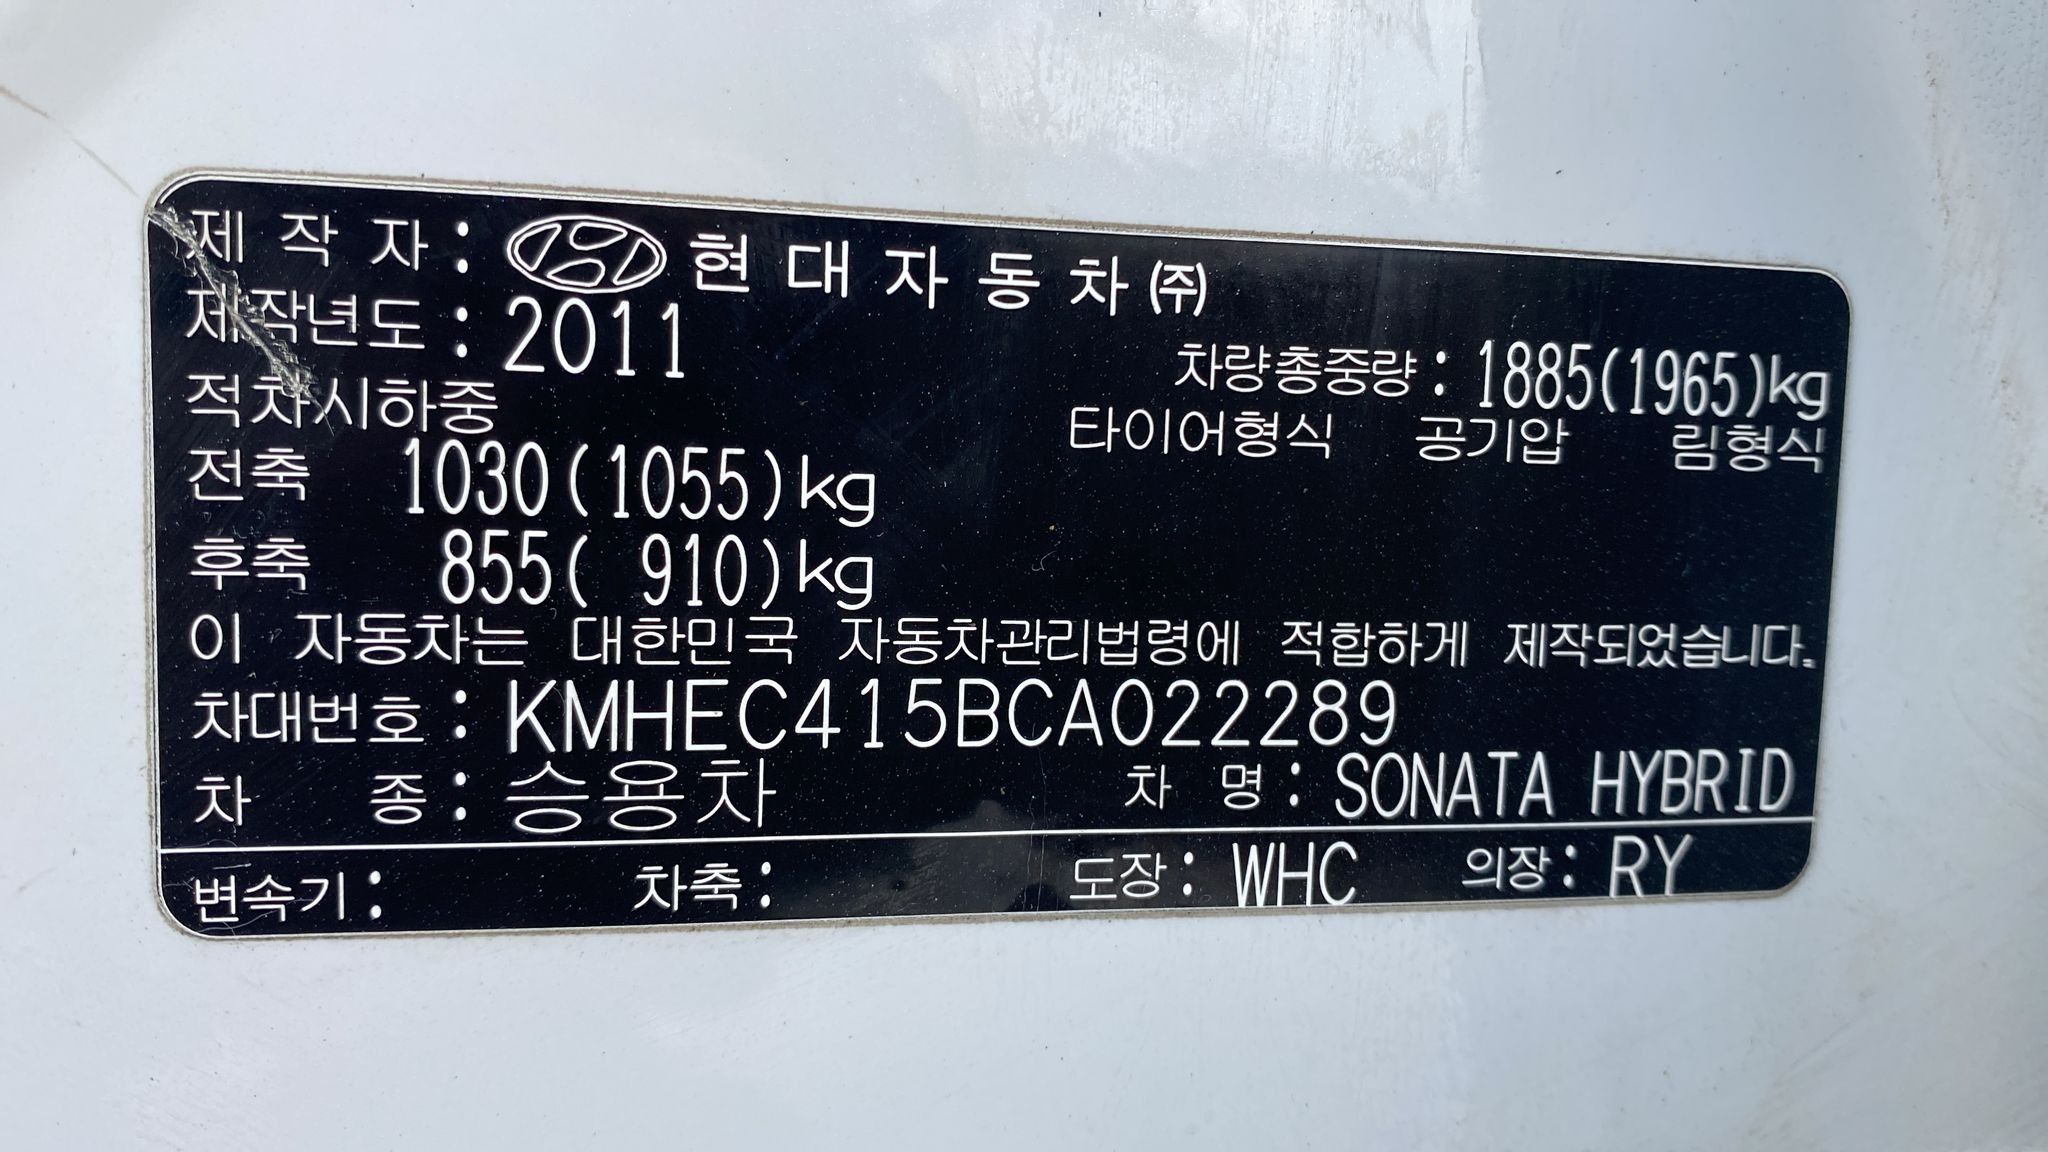 제 작 자 : 현 대 자 동 차 ㈜
제작년도 : 2011
차량총중량 : 1885(1965)kg
적차시하중
타이어형식 공기압 림형식
전축 1030(1055)kg
후축 855( 910)kg
이 자동차는 대한민국 자동차관리법령에 적합하게 제작되었습니다.
차대번호 : KMHEC415BCA022289
차 종 : 승용차 차 명 : SONATA HYBRID
변속기 : 차축 : 도장 : WHC 의장 : RY